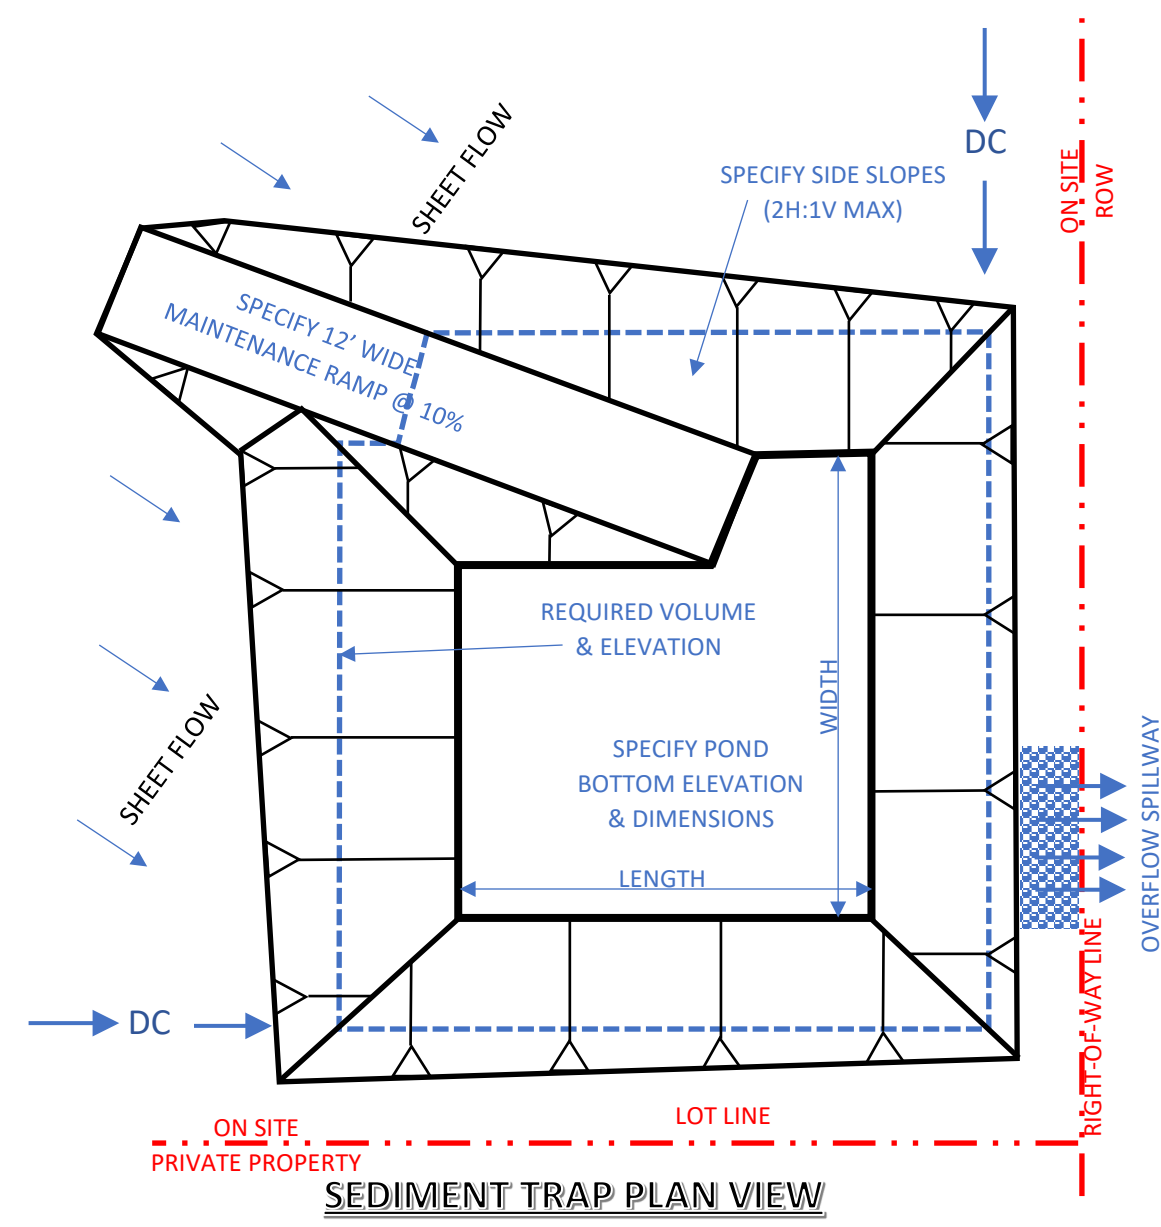 DC
SHEET FLOW
ON SITE
ROW
SPECIFY SIDE SLOPES
(2H:1V MAX)
SPECIFY 12’ WIDE
MAINTENANCE RAMP @ 10%
REQUIRED VOLUME
& ELEVATION
WIDTH
SHEET FLOW
SPECIFY POND
BOTTOM ELEVATION
& DIMENSIONS
OVERFLOW SPILLWAY
LENGTH
DC
RIGHT-OF-WAY LINE
LOT LINE
ON SITE
PRIVATE PROPERTY
SEDIMENT TRAP PLAN VIEW